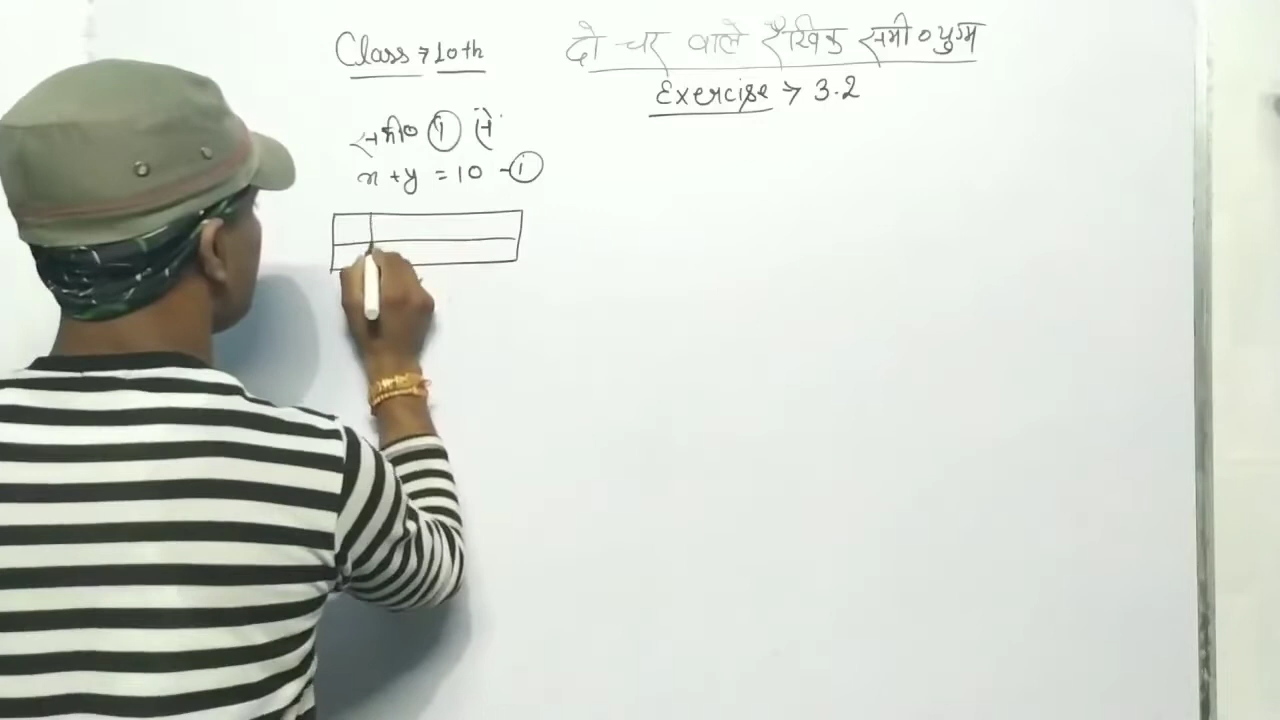 Class → 10th
दो चर वाले रैखिक समी० युग्म
Exercise → 3.2
समी० ① से
x + y = 10 - ①